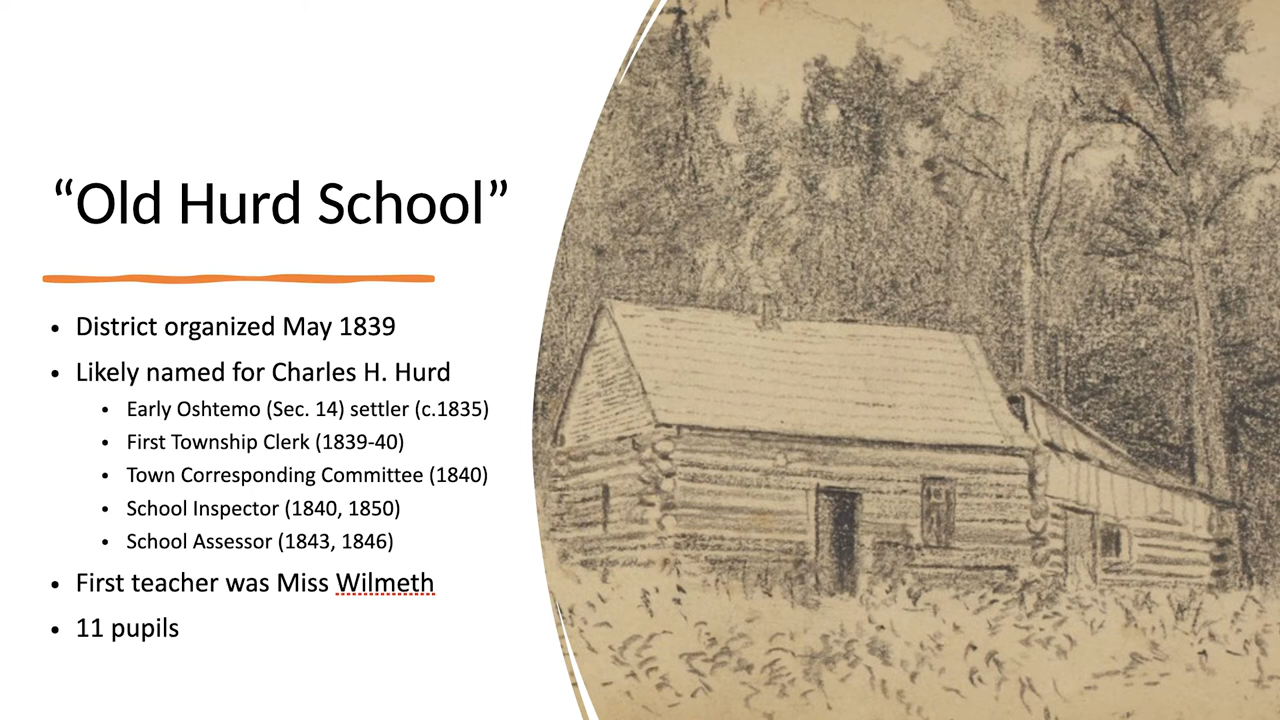 “Old Hurd School”
• District organized May 1839
• Likely named for Charles H. Hurd
• Early Oshtemo (Sec. 14) settler (c.1835)
• First Township Clerk (1839-40)
• Town Corresponding Committee (1840)
• School Inspector (1840, 1850)
• School Assessor (1843, 1846)
• First teacher was Miss Wilmeth
• 11 pupils